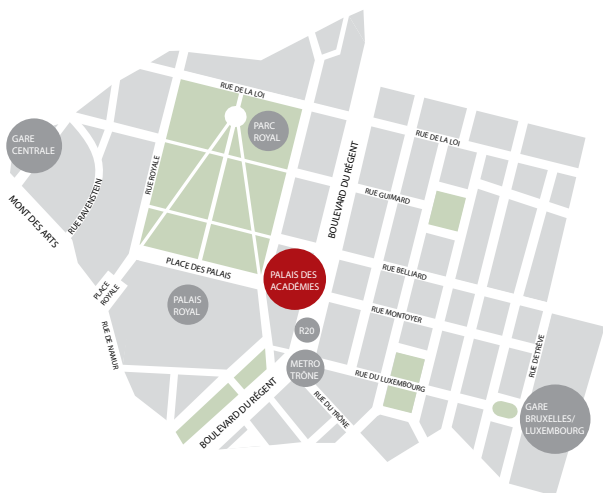 RUE DE LA LOI
GARE
CENTRALE
PARC
ROYAL
RUE DE LA LOI
BOULEVARD DU RÉGENT
RUE ROYALE
RUE RAVENSTEIN
MONT DES ARTS
RUE GUIMARD
PLACE DES PALAIS
PALAIS DES
ACADÉMIES
RUE BELLIARD
PLACE
ROYALE
PALAIS
ROYAL
RUE MONTOYER
RUE DE NAMUR
R20
RUE DETRÈVE
METRO
TRÔNE
RUE DU LUXEMBOURG
BOULEVARD DU RÉGENT
RUE DU TRÔNE
GARE
BRUXELLES/
LUXEMBOURG